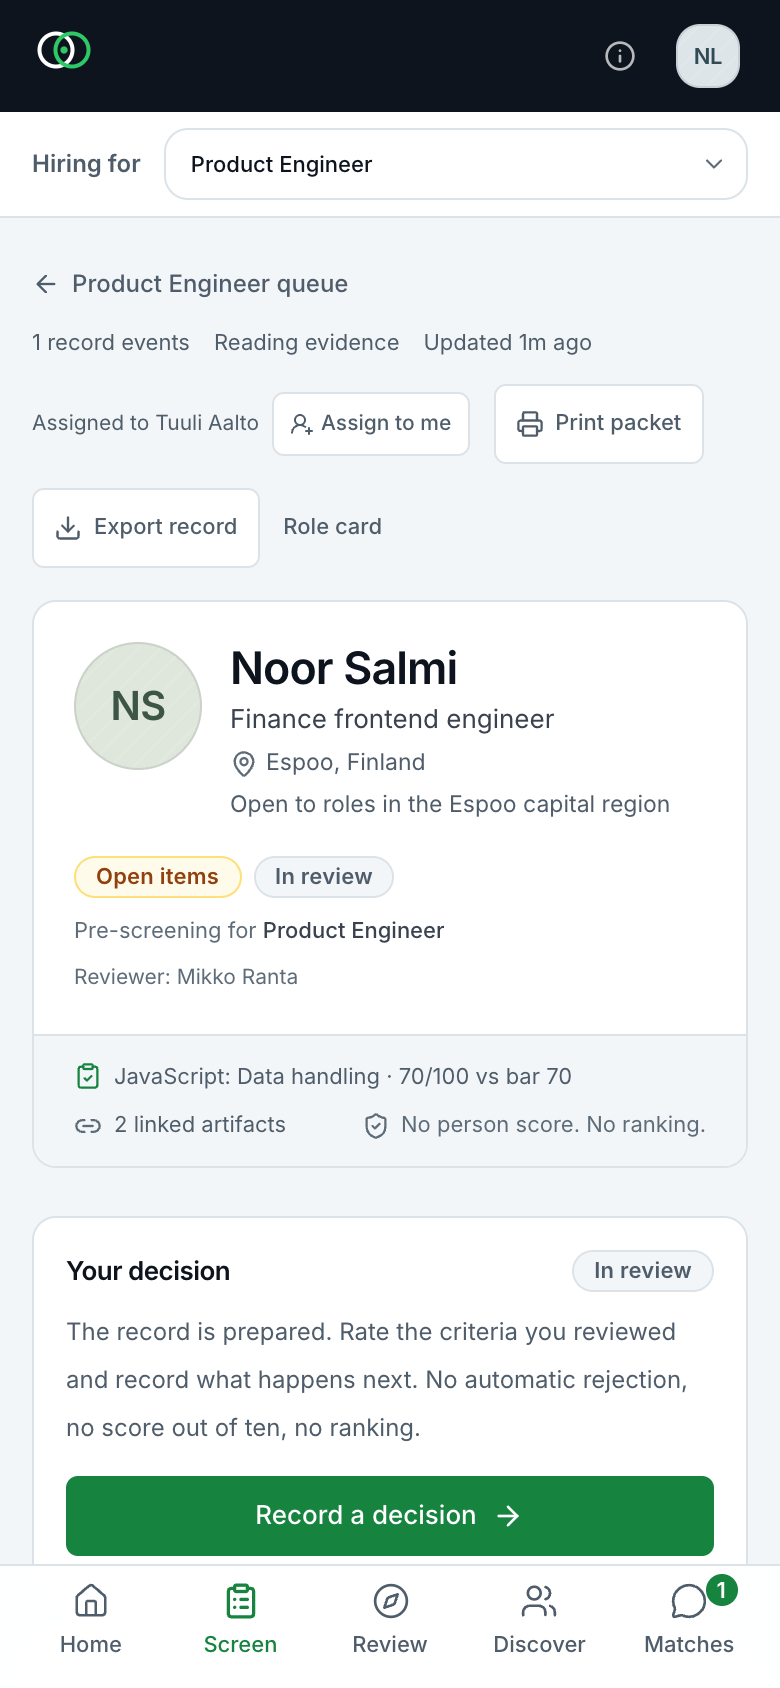 NL
Hiring for
Product Engineer
Product Engineer queue
1 record events Reading evidence Updated 1m ago
Assigned to Tuuli Aalto Assign to me Print packet
Export record Role card
NS
Noor Salmi
Finance frontend engineer
Espoo, Finland
Open to roles in the Espoo capital region
Open items In review
Pre-screening for Product Engineer
Reviewer: Mikko Ranta
JavaScript: Data handling · 70/100 vs bar 70
2 linked artifacts No person score. No ranking.
Your decision In review
The record is prepared. Rate the criteria you reviewed
and record what happens next. No automatic rejection,
no score out of ten, no ranking.
Record a decision
1
Home Screen Review Discover Matches